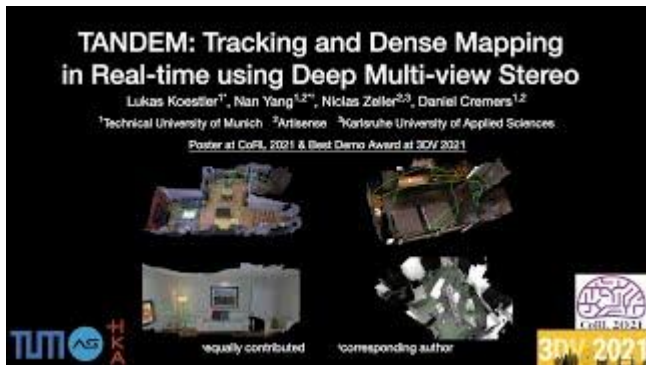 TANDEM: Tracking and Dense Mapping
in Real-time using Deep Multi-view Stereo
Lukas Koestler¹*, Nan Yang¹,²*†, Niclas Zeller²,³, Daniel Cremers¹,²
¹Technical University of Munich ²Artisense ³Karlsruhe University of Applied Sciences
Poster at CoRL 2021 & Best Demo Award at 3DV 2021
TUM
AS
HKA
*equally contributed
†corresponding author
CoRL 2021
3DV 2021